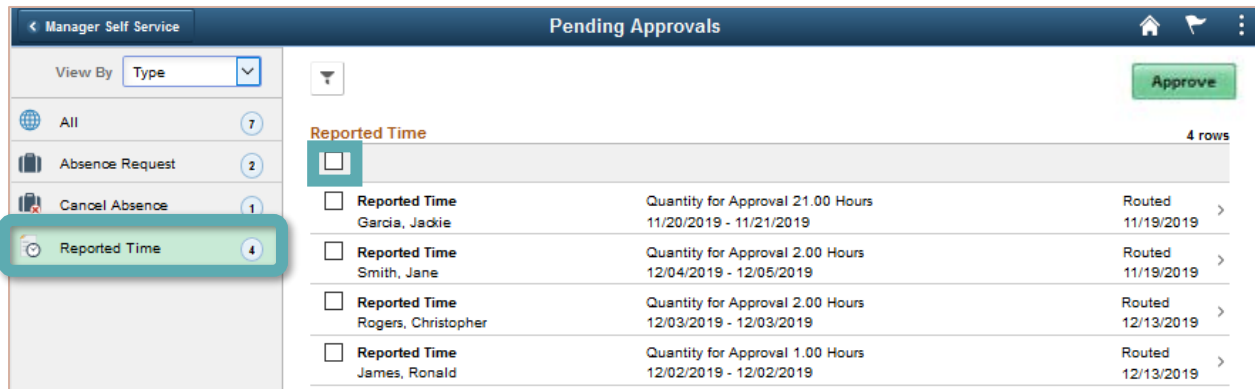 Manager Self Service
Pending Approvals
View By Type
Approve
All 7
Absence Request 2
Cancel Absence 1
Reported Time 4
Reported Time 4 rows
Reported Time Quantity for Approval 21.00 Hours Routed
Garcia, Jackie 11/20/2019 - 11/21/2019 11/19/2019
Reported Time Quantity for Approval 2.00 Hours Routed
Smith, Jane 12/04/2019 - 12/05/2019 11/19/2019
Reported Time Quantity for Approval 2.00 Hours Routed
Rogers, Christopher 12/03/2019 - 12/03/2019 12/13/2019
Reported Time Quantity for Approval 1.00 Hours Routed
James, Ronald 12/02/2019 - 12/02/2019 12/13/2019